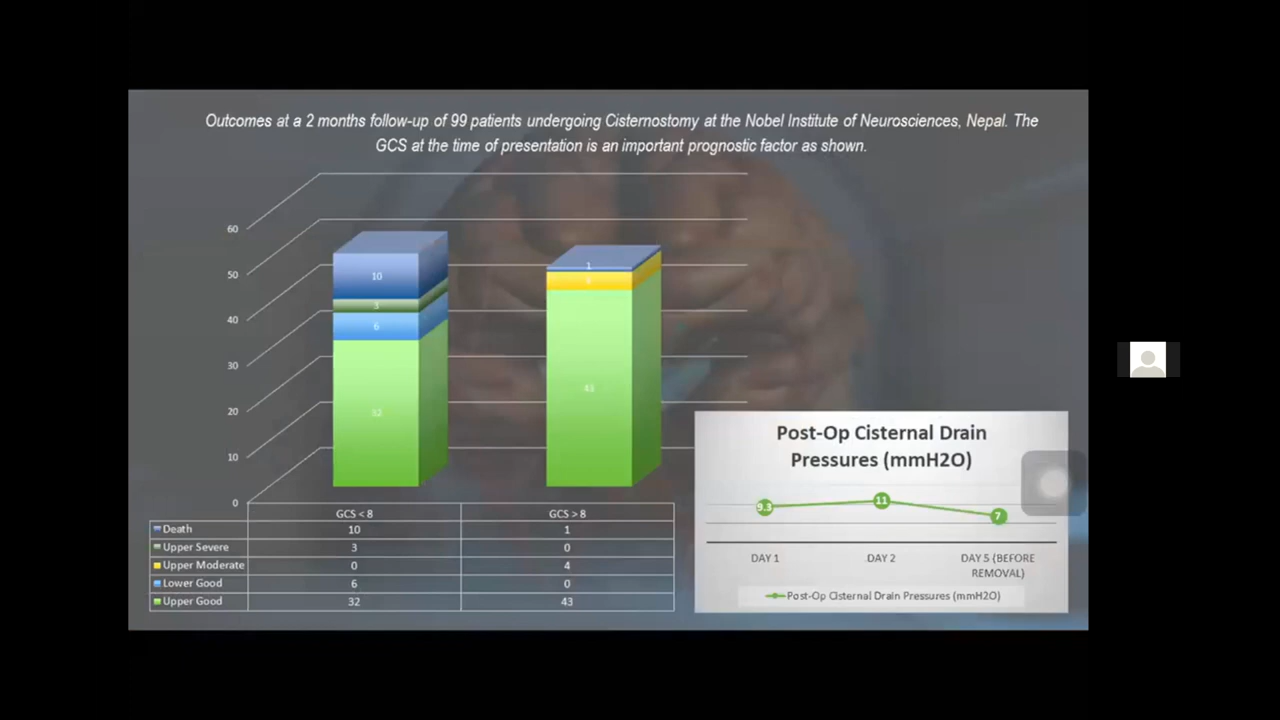 Outcomes at a 2 months follow-up of 99 patients undergoing Cisternostomy at the Nobel Institute of Neurosciences, Nepal. The
GCS at the time of presentation is an important prognostic factor as shown.
60
50
40
30
20
10
0
10
3
6
32
1
43
GCS < 8 GCS > 8
Death 10 1
Upper Severe 3 0
Upper Moderate 0 4
Lower Good 6 0
Upper Good 32 43
Post-Op Cisternal Drain
Pressures (mmH2O)
9.3 11 7
DAY 1 DAY 2 DAY 5 (BEFORE
REMOVAL)
Post-Op Cisternal Drain Pressures (mmH2O)